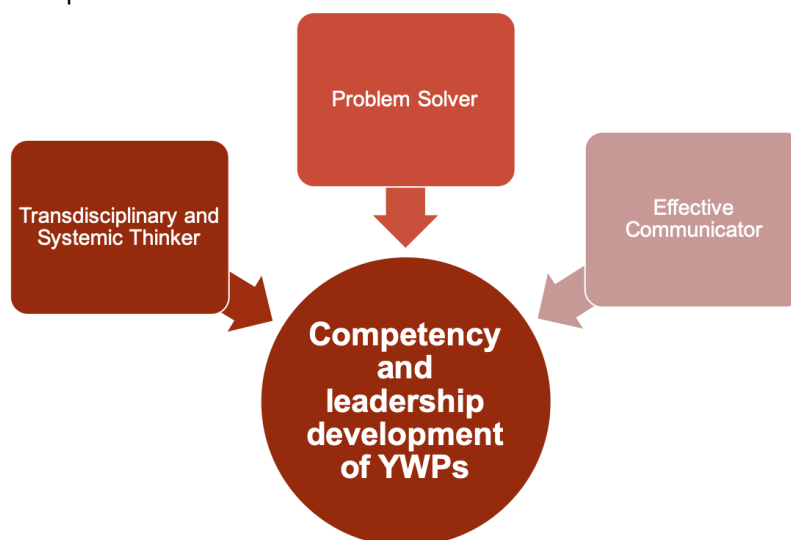 Problem Solver
Transdisciplinary and
Systemic Thinker
Effective
Communicator
Competency
and
leadership
development
of YWPs